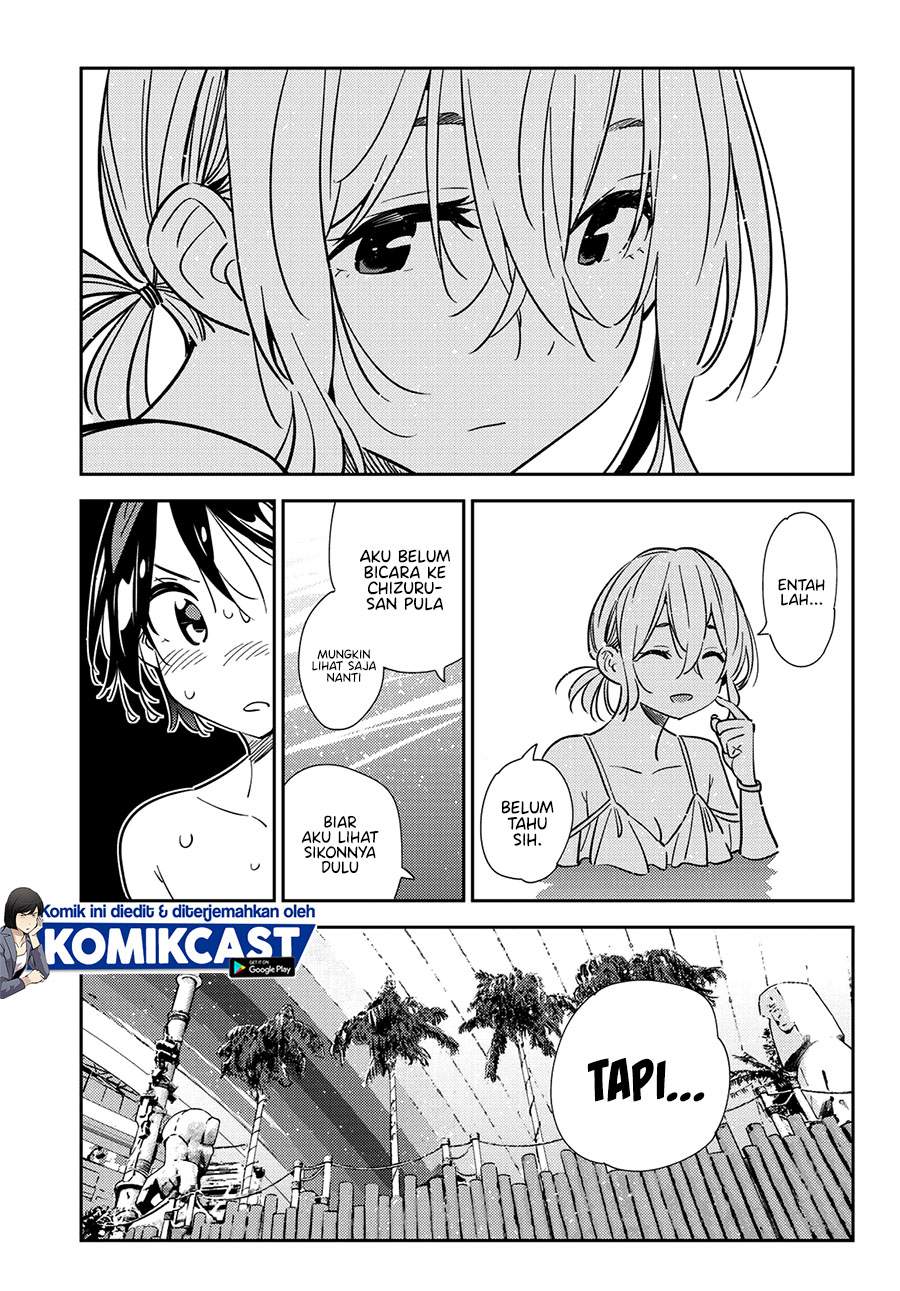 ENTAH
LAH...
BELUM
TAHU
SIH.
AKU BELUM
BICARA KE
CHIZURU-
SAN PULA
MUNGKIN
LIHAT SAJA
NANTI
BIAR
AKU LIHAT
SIKONNYA
DULU
Komik ini diedit & diterjemahkan oleh
KOMIKCAST
GET IT ON
Google Play
TAPI...